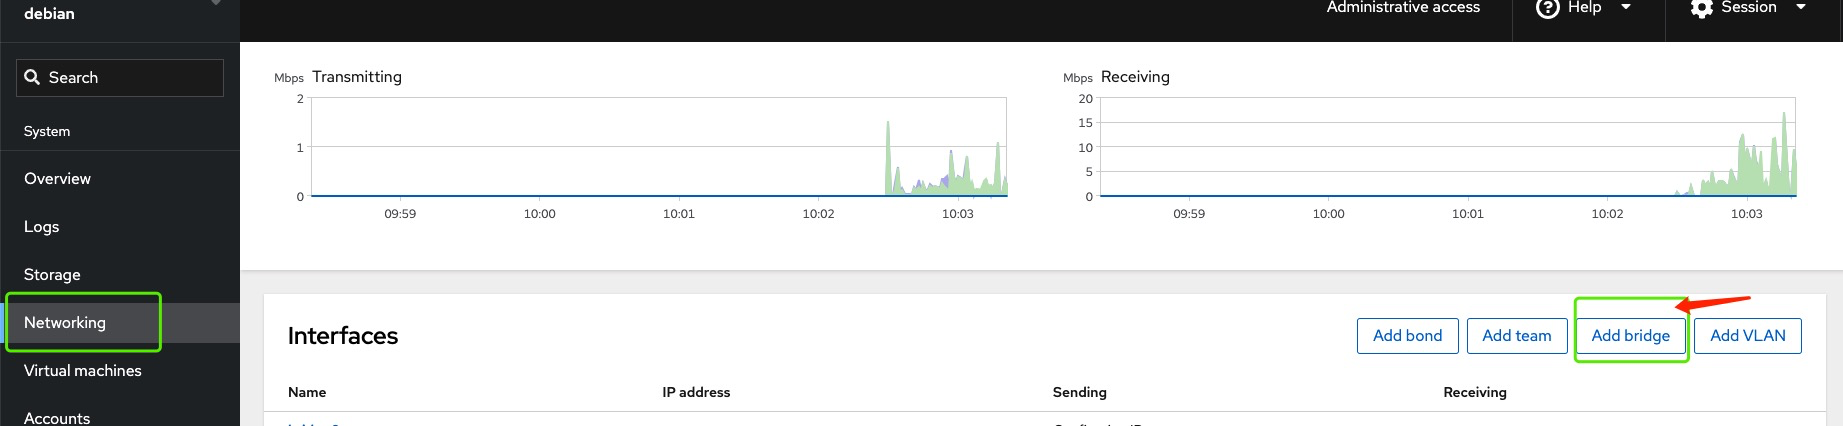 debian
Administrative access
Help
Session
Search
System
Overview
Logs
Storage
Networking
Virtual machines
Accounts
Mbps Transmitting
2
1
0
09:59 10:00 10:01 10:02 10:03
Mbps Receiving
20
15
10
5
0
09:59 10:00 10:01 10:02 10:03
Interfaces
Add bond Add team Add bridge Add VLAN
Name IP address Sending Receiving